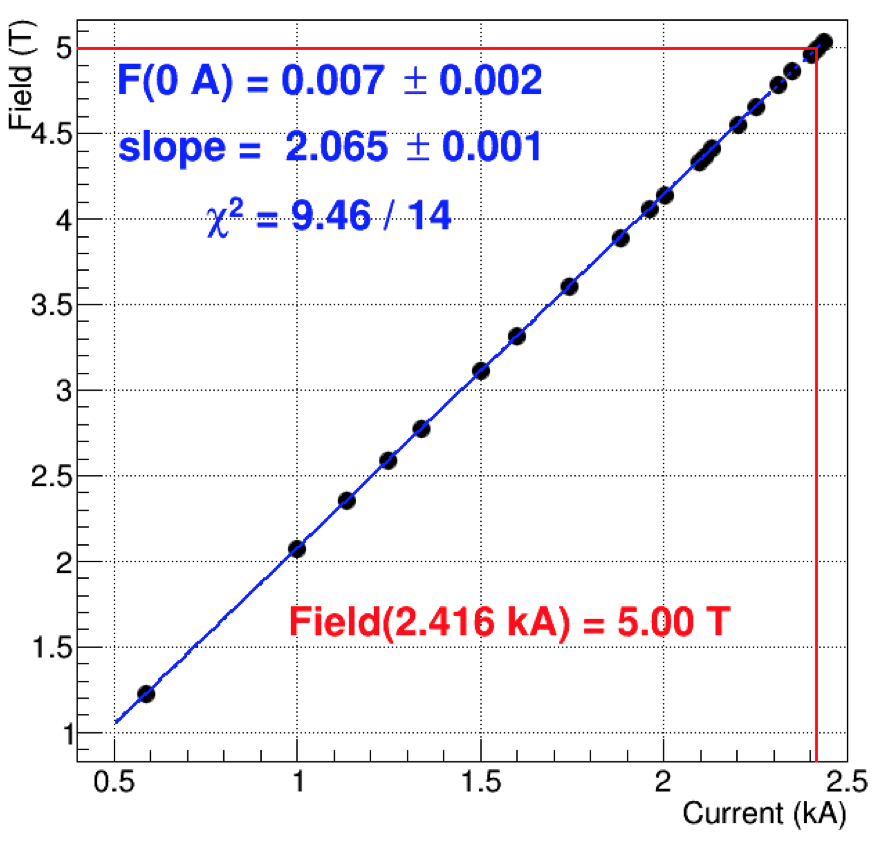 Field (T)
5
4.5
4
3.5
3
2.5
2
1.5
1
F(0 A) = 0.007 ± 0.002
slope = 2.065 ± 0.001
χ² = 9.46 / 14
Field(2.416 kA) = 5.00 T
0.5 1 1.5 2 2.5
Current (kA)